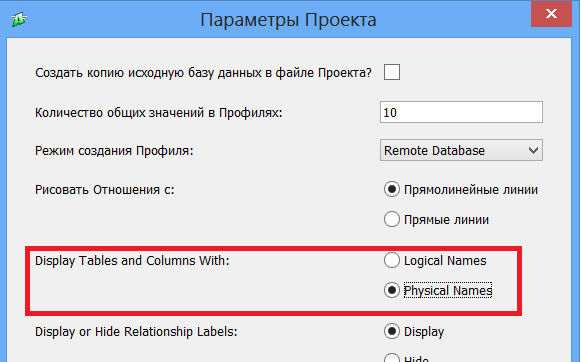 Параметры Проекта
Создать копию исходную базу данных в файле Проекта?
Количество общих значений в Профилях: 10
Режим создания Профиля: Remote Database
Рисовать Отношения с: Прямолинейные линии
Прямые линии
Display Tables and Columns With: Logical Names
Physical Names
Display or Hide Relationship Labels: Display
Hide